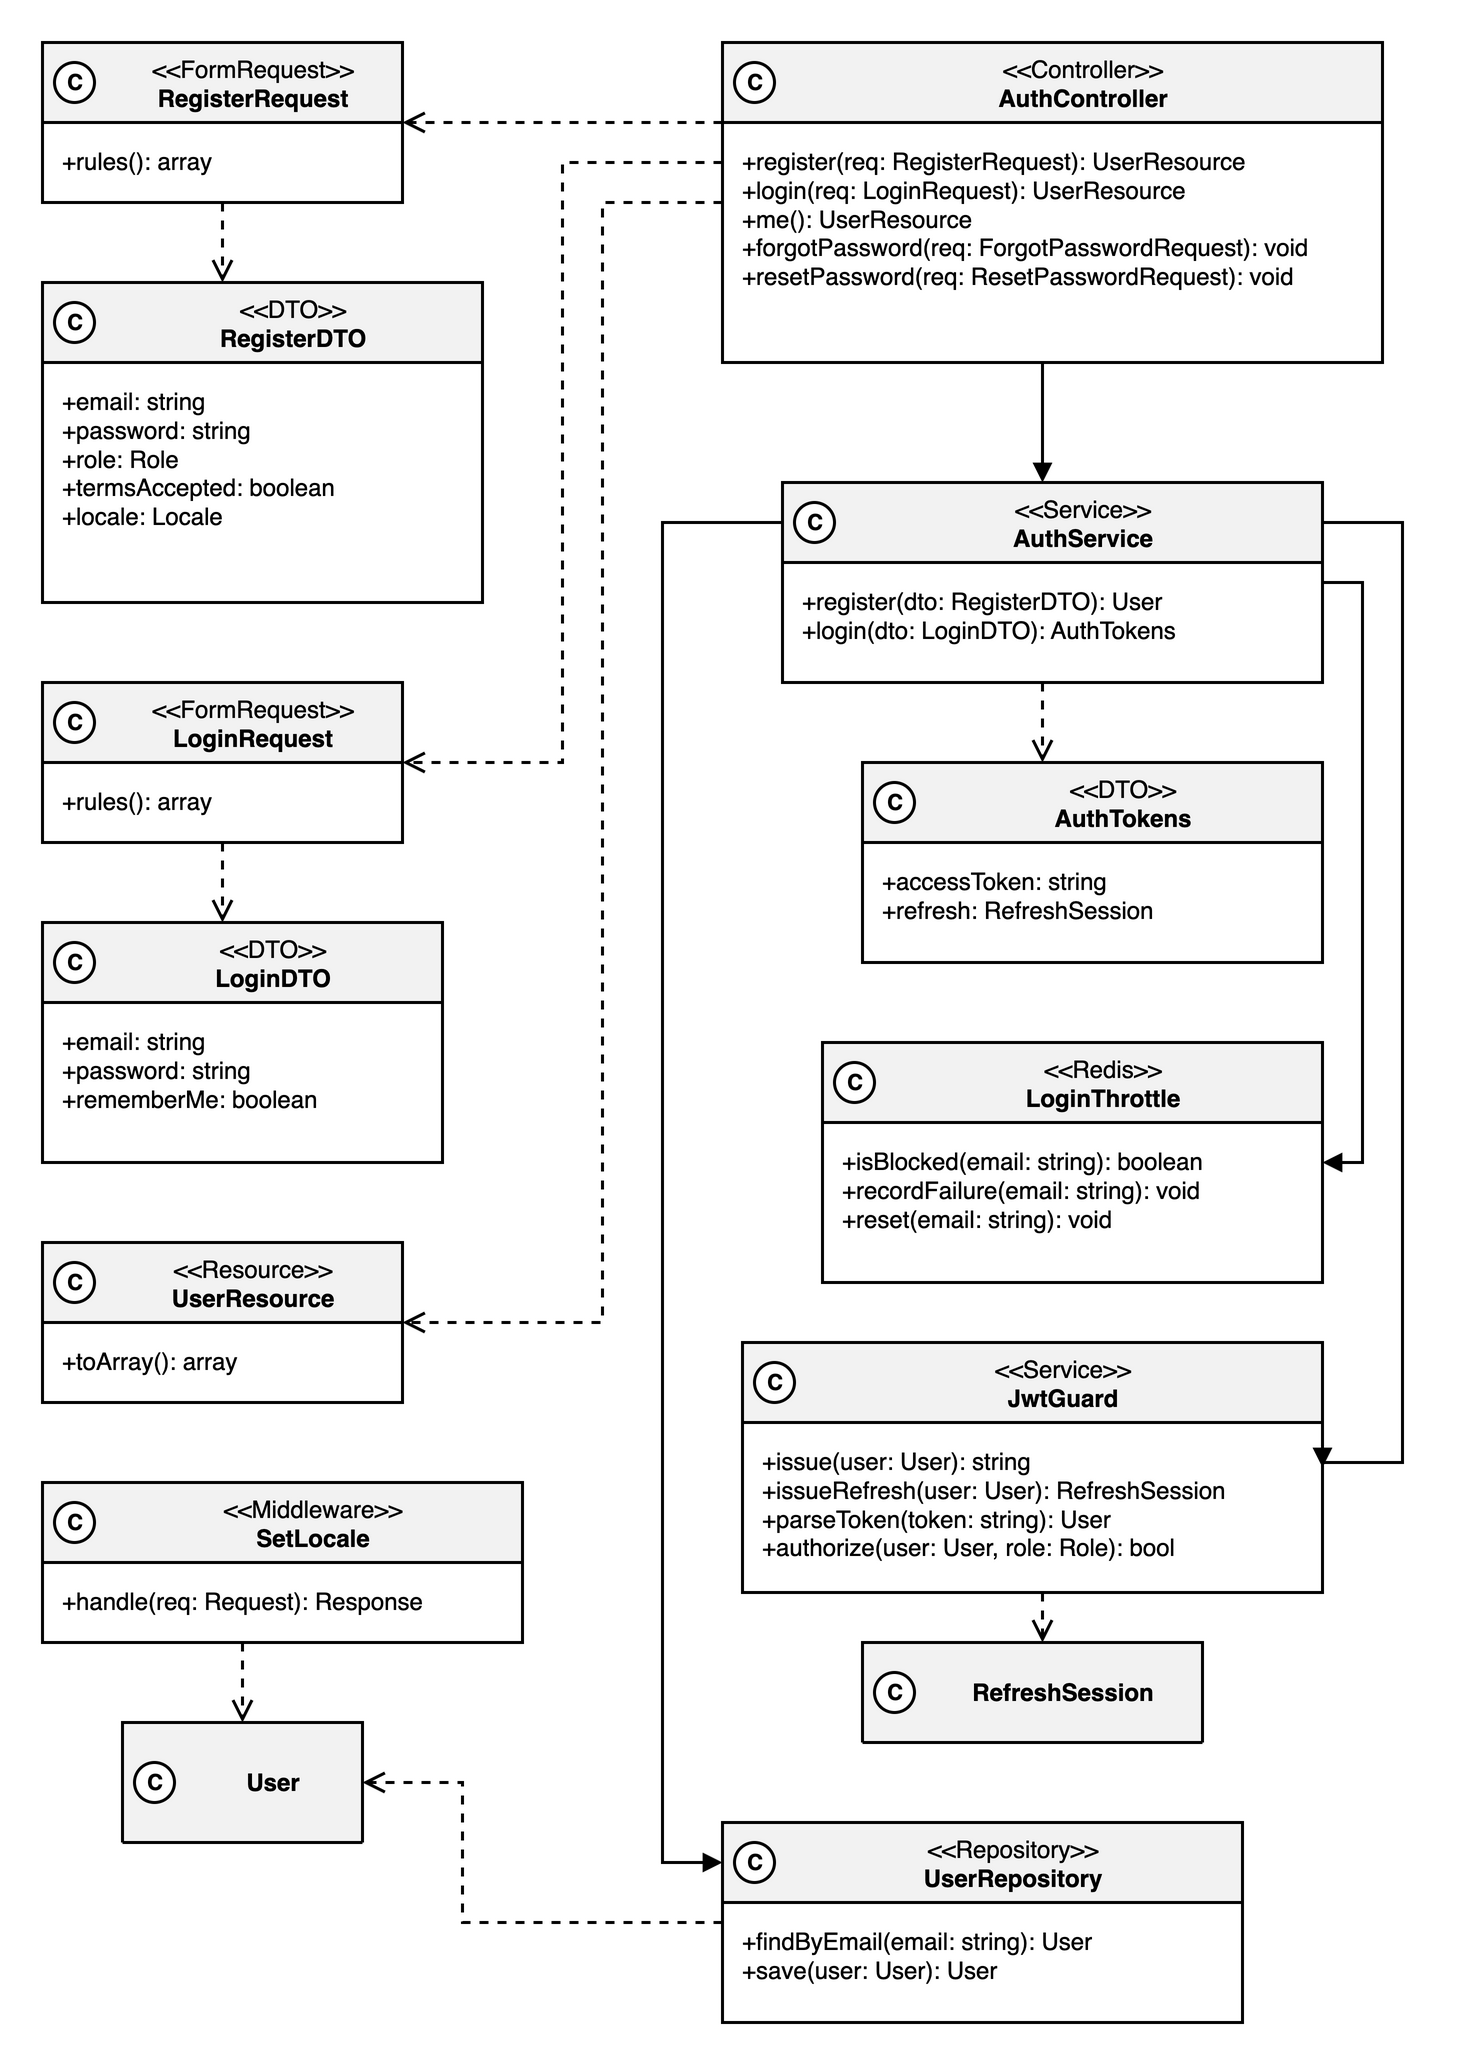 C
<<FormRequest>>
RegisterRequest
+rules(): array
C
<<Controller>>
AuthController
+register(req: RegisterRequest): UserResource
+login(req: LoginRequest): UserResource
+me(): UserResource
+forgotPassword(req: ForgotPasswordRequest): void
+resetPassword(req: ResetPasswordRequest): void
C
<<DTO>>
RegisterDTO
+email: string
+password: string
+role: Role
+termsAccepted: boolean
+locale: Locale
C
<<Service>>
AuthService
+register(dto: RegisterDTO): User
+login(dto: LoginDTO): AuthTokens
C
<<FormRequest>>
LoginRequest
+rules(): array
C
<<DTO>>
AuthTokens
+accessToken: string
+refresh: RefreshSession
C
<<DTO>>
LoginDTO
+email: string
+password: string
+rememberMe: boolean
C
<<Redis>>
LoginThrottle
+isBlocked(email: string): boolean
+recordFailure(email: string): void
+reset(email: string): void
C
<<Resource>>
UserResource
+toArray(): array
C
<<Service>>
JwtGuard
+issue(user: User): string
+issueRefresh(user: User): RefreshSession
+parseToken(token: string): User
+authorize(user: User, role: Role): bool
C
<<Middleware>>
SetLocale
+handle(req: Request): Response
C
RefreshSession
C
User
C
<<Repository>>
UserRepository
+findByEmail(email: string): User
+save(user: User): User